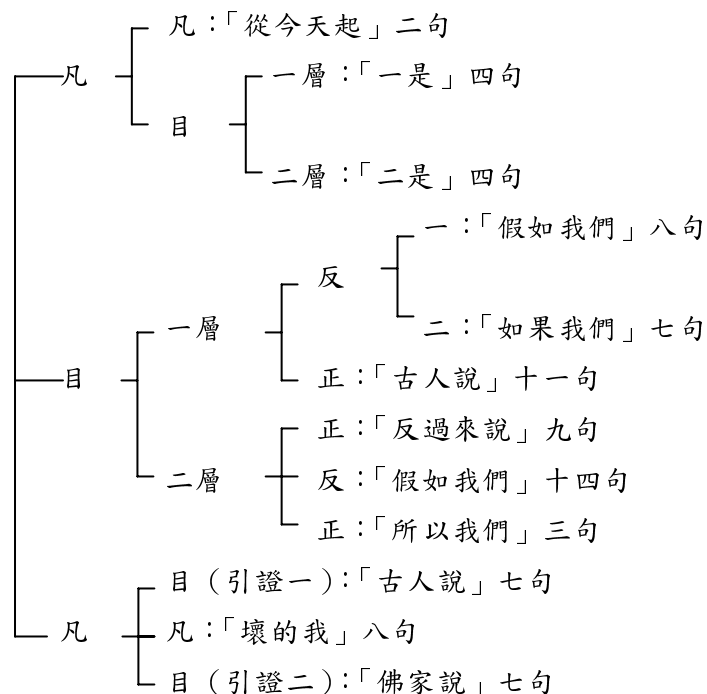 凡：「從今天起」二句
凡
一層：「一是」四句
目
二層：「二是」四句
一：「假如我們」八句
反
二：「如果我們」七句
一層
正：「古人說」十一句
目
正：「反過來說」九句
二層
反：「假如我們」十四句
正：「所以我們」三句
目（引證一）：「古人說」七句
凡
凡：「壞的我」八句
目（引證二）：「佛家說」七句